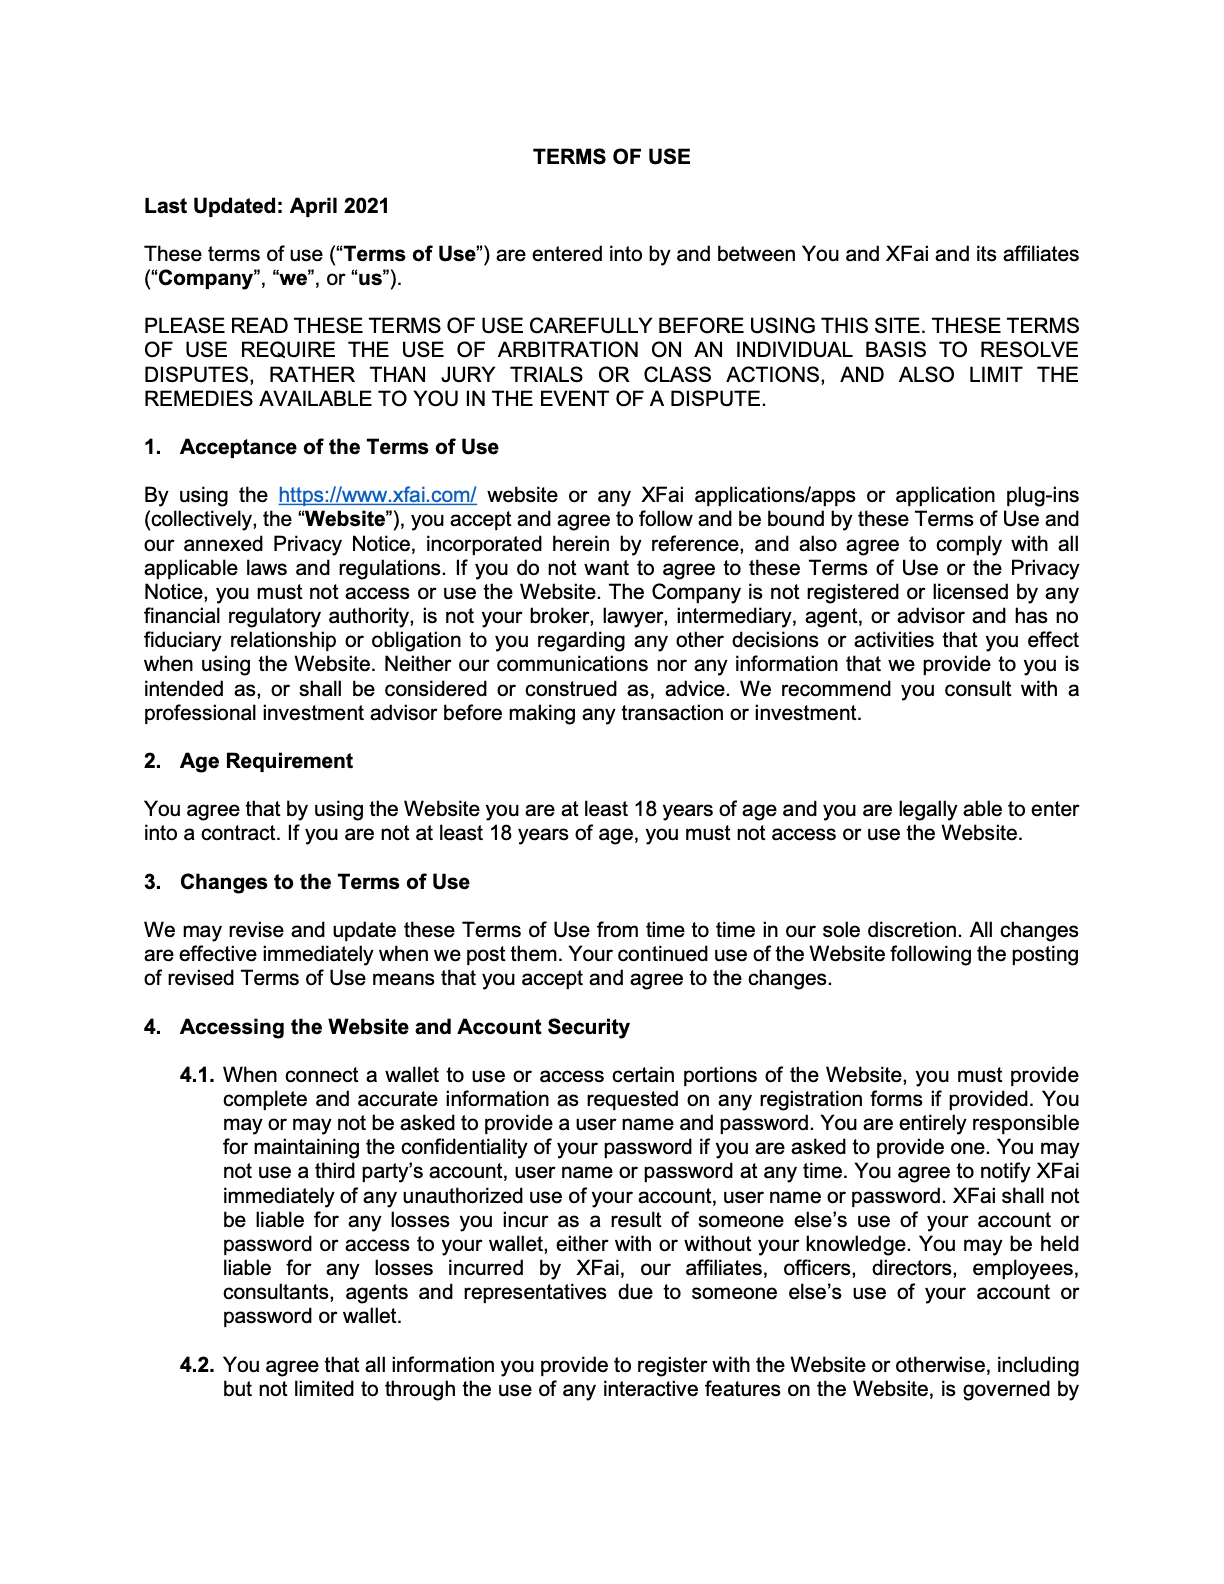 TERMS OF USE
Last Updated: April 2021
These terms of use (“Terms of Use”) are entered into by and between You and XFai and its affiliates
(“Company”, “we”, or “us”).
PLEASE READ THESE TERMS OF USE CAREFULLY BEFORE USING THIS SITE. THESE TERMS
OF USE REQUIRE THE USE OF ARBITRATION ON AN INDIVIDUAL BASIS TO RESOLVE
DISPUTES, RATHER THAN JURY TRIALS OR CLASS ACTIONS, AND ALSO LIMIT THE
REMEDIES AVAILABLE TO YOU IN THE EVENT OF A DISPUTE.
1. Acceptance of the Terms of Use
By using the https://www.xfai.com/ website or any XFai applications/apps or application plug-ins
(collectively, the “Website”), you accept and agree to follow and be bound by these Terms of Use and
our annexed Privacy Notice, incorporated herein by reference, and also agree to comply with all
applicable laws and regulations. If you do not want to agree to these Terms of Use or the Privacy
Notice, you must not access or use the Website. The Company is not registered or licensed by any
financial regulatory authority, is not your broker, lawyer, intermediary, agent, or advisor and has no
fiduciary relationship or obligation to you regarding any other decisions or activities that you effect
when using the Website. Neither our communications nor any information that we provide to you is
intended as, or shall be considered or construed as, advice. We recommend you consult with a
professional investment advisor before making any transaction or investment.
2. Age Requirement
You agree that by using the Website you are at least 18 years of age and you are legally able to enter
into a contract. If you are not at least 18 years of age, you must not access or use the Website.
3. Changes to the Terms of Use
We may revise and update these Terms of Use from time to time in our sole discretion. All changes
are effective immediately when we post them. Your continued use of the Website following the posting
of revised Terms of Use means that you accept and agree to the changes.
4. Accessing the Website and Account Security
4.1. When connect a wallet to use or access certain portions of the Website, you must provide
complete and accurate information as requested on any registration forms if provided. You
may or may not be asked to provide a user name and password. You are entirely responsible
for maintaining the confidentiality of your password if you are asked to provide one. You may
not use a third party’s account, user name or password at any time. You agree to notify XFai
immediately of any unauthorized use of your account, user name or password. XFai shall not
be liable for any losses you incur as a result of someone else’s use of your account or
password or access to your wallet, either with or without your knowledge. You may be held
liable for any losses incurred by XFai, our affiliates, officers, directors, employees,
consultants, agents and representatives due to someone else’s use of your account or
password or wallet.
4.2. You agree that all information you provide to register with the Website or otherwise, including
but not limited to through the use of any interactive features on the Website, is governed by